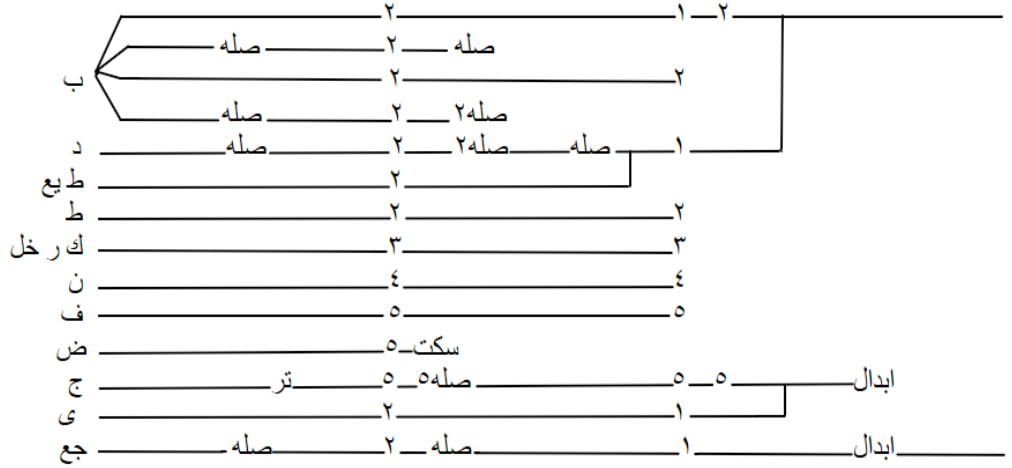 ٢ ١ ٢
صله ٢ صله
٢ ٢ ب
صله٢ ٢ صله
١ صله صله٢ ٢ صله د
٢ ط يع
٢ ٢ ط
٣ ٣ ك ر خل
٤ ٤ ن
٥ ٥ ف
سكت ٥ ض
ابدال ٥ ٥ صله٥ ٥ تر ج
١ ٢ ى
ابدال ١ صله ٢ صله جع